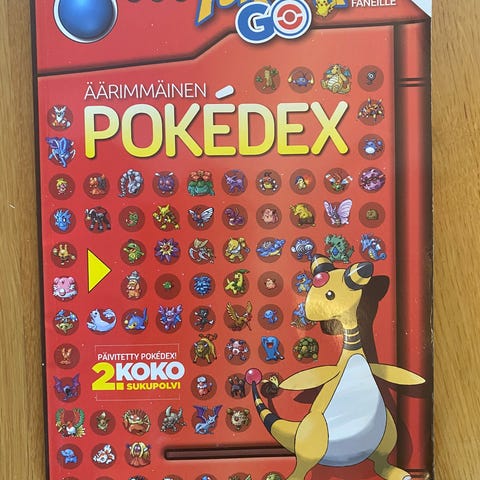 FANEILLE
GO
ÄÄRIMMÄINEN
POKÉDEX
PÄIVITETTY POKÉDEX!
2. KOKO
SUKUPOLVI